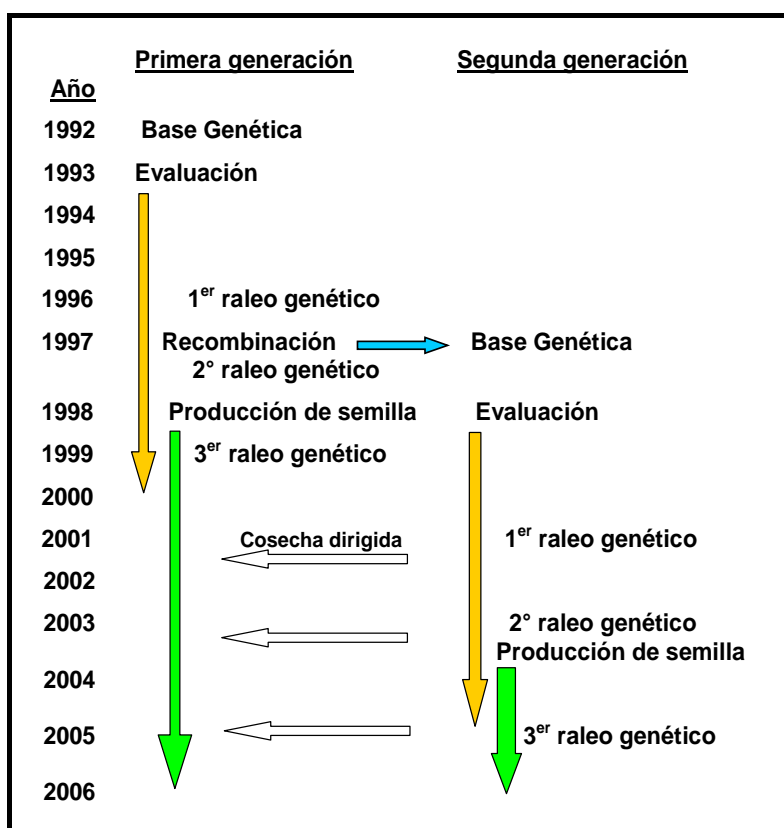 Primera generación Segunda generación
Año
1992 Base Genética
1993 Evaluación
1994
1995
1996 1er raleo genético
1997 Recombinación Base Genética
2° raleo genético
1998 Producción de semilla Evaluación
1999 3er raleo genético
2000
2001 Cosecha dirigida 1er raleo genético
2002
2003 2° raleo genético
Producción de semilla
2004
2005 3er raleo genético
2006